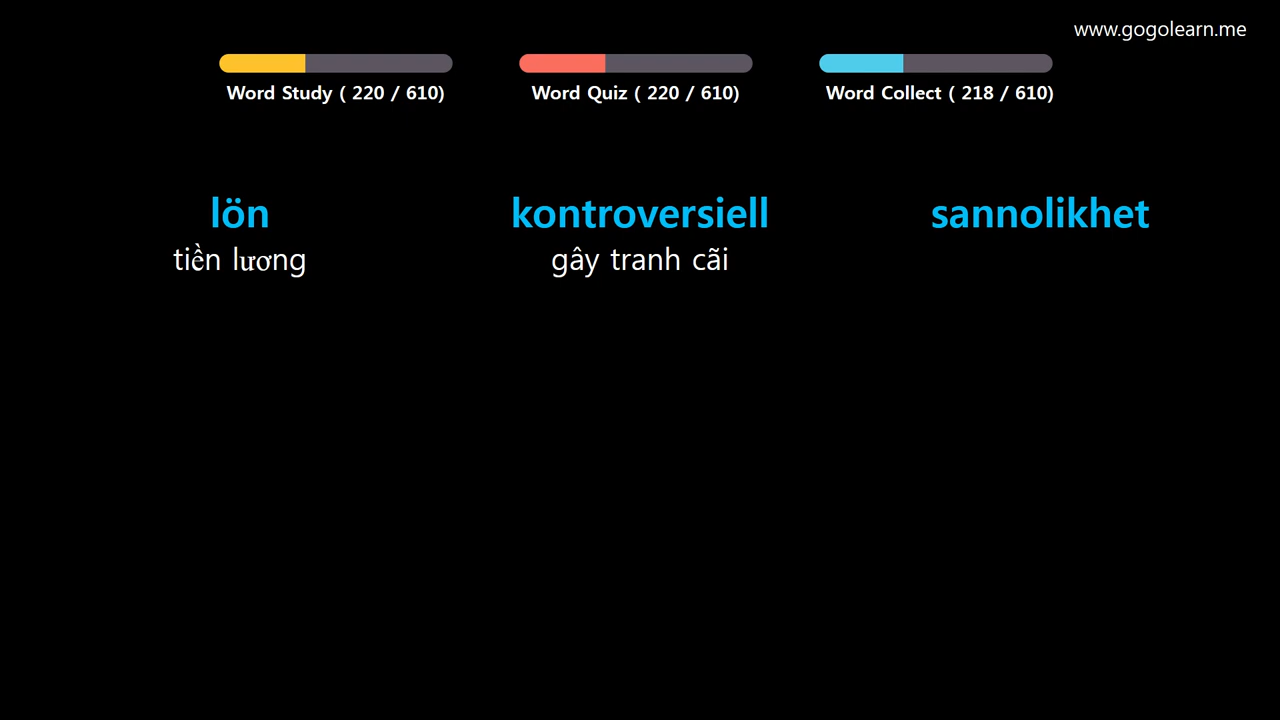 www.gogolearn.me
Word Study ( 220 / 610)
Word Quiz ( 220 / 610)
Word Collect ( 218 / 610)
lön
tiền lương
kontroversiell
gây tranh cãi
sannolikhet